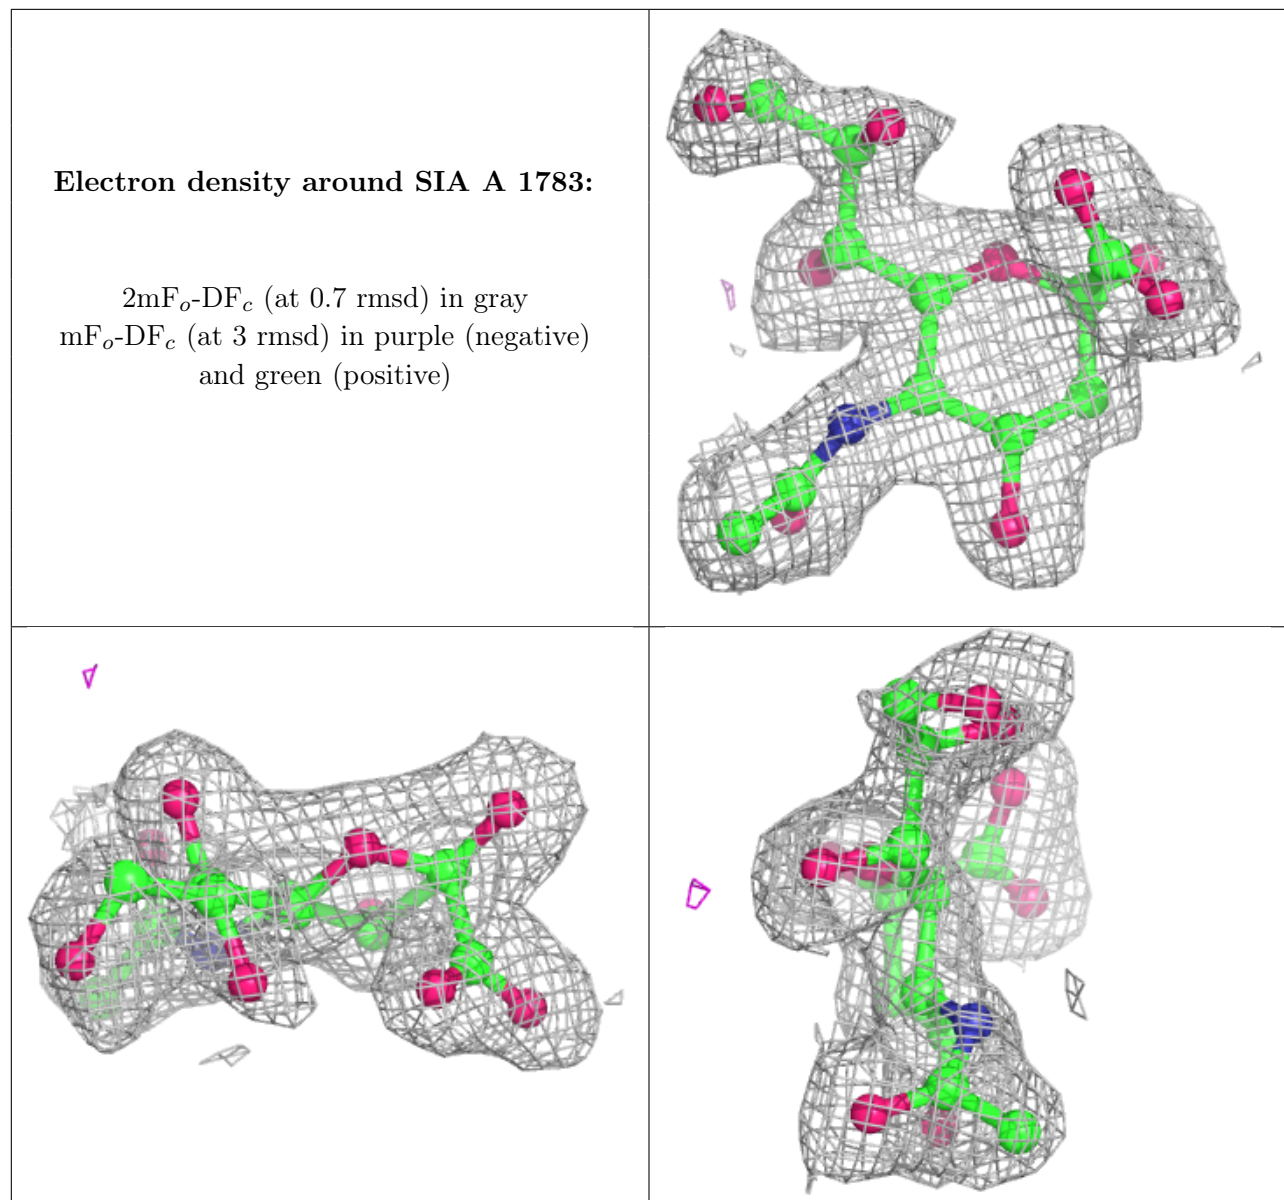 Electron density around SIA A 1783:
2mFo-DFc (at 0.7 rmsd) in gray
mFo-DFc (at 3 rmsd) in purple (negative)
and green (positive)